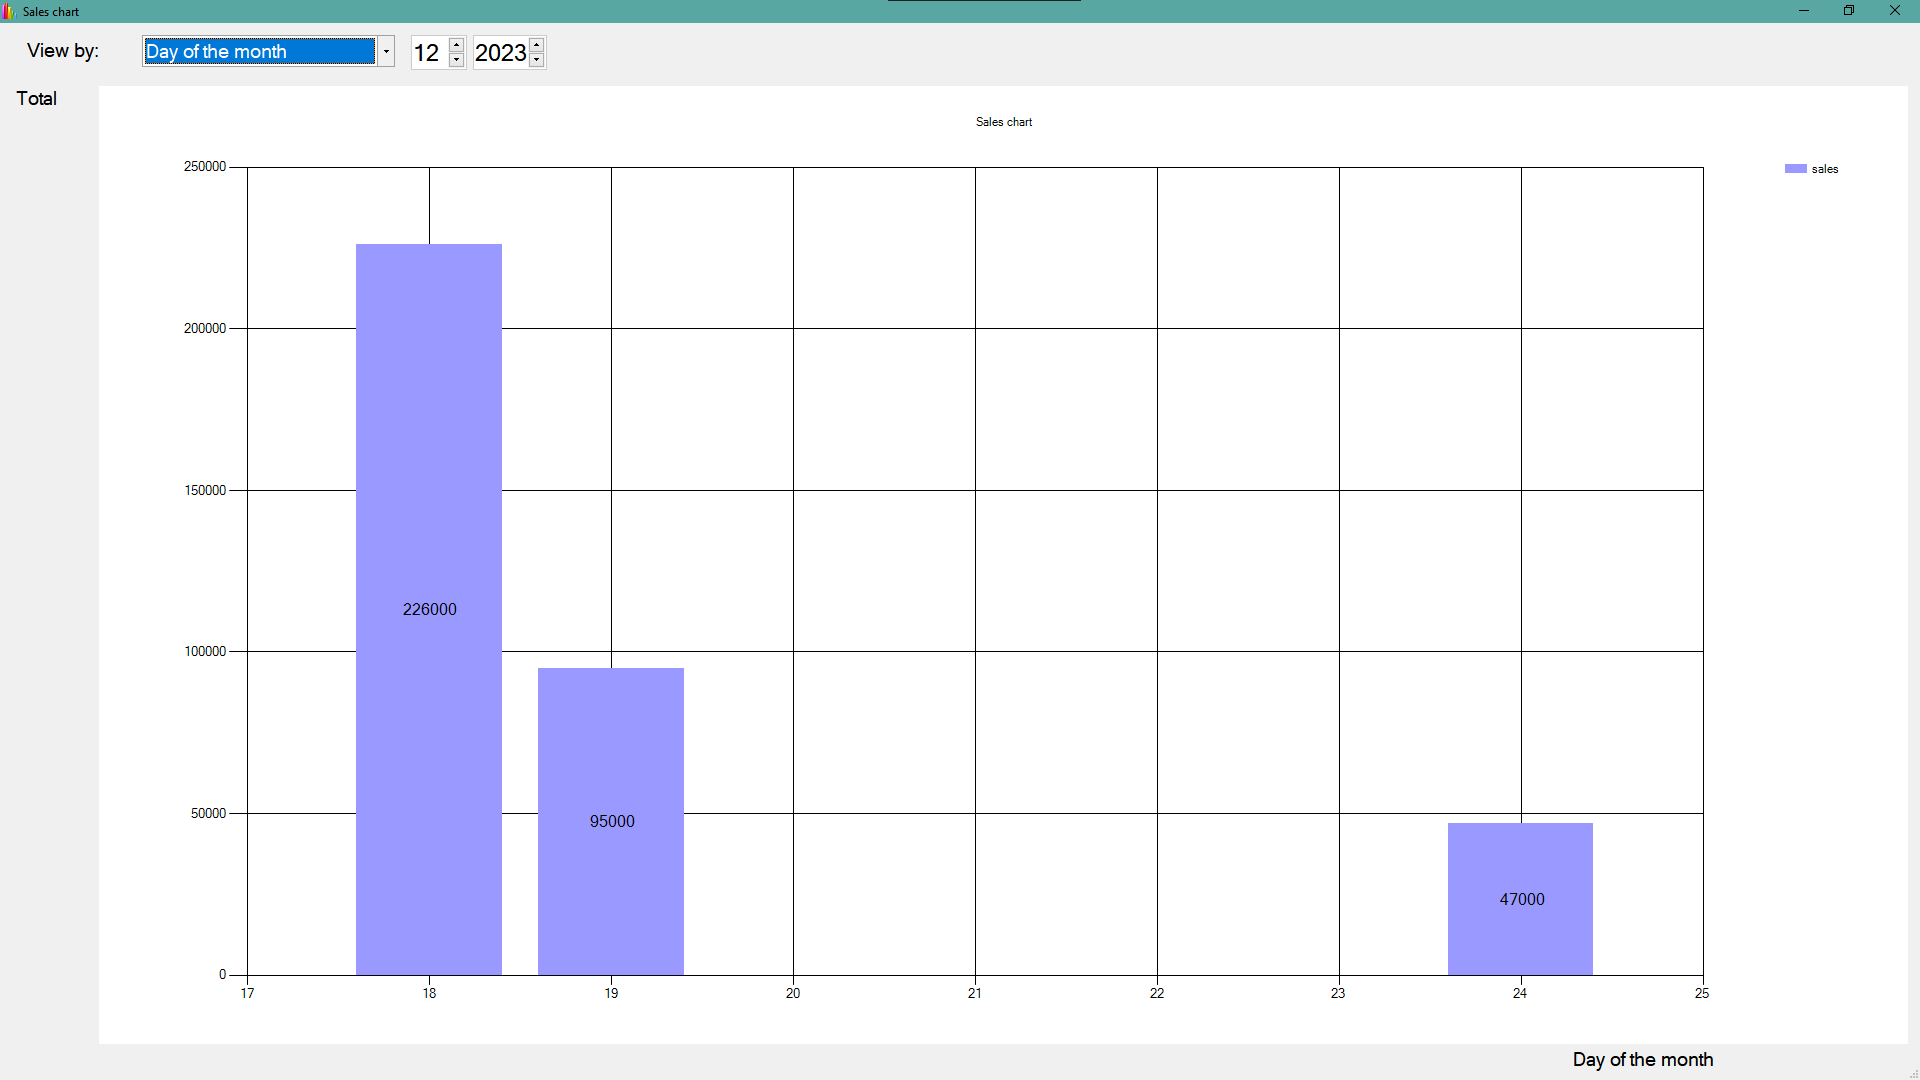 Sales chart
View by: Day of the month 12 2023
Total
Sales chart
250000
sales
200000
150000
226000
100000
95000
50000
47000
0
17 18 19 20 21 22 23 24 25
Day of the month